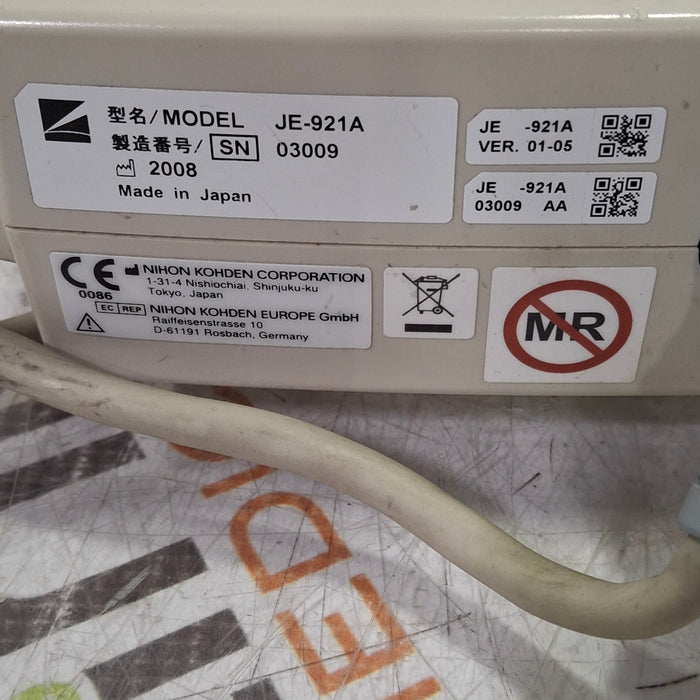 型名/MODEL JE-921A
製造番号/ SN 03009
2008
Made in Japan
JE -921A
VER. 01-05
JE -921A
03009 AA
CE
0086
NIHON KOHDEN CORPORATION
1-31-4 Nishiochiai, Shinjuku-ku
Tokyo, Japan
EC REP NIHON KOHDEN EUROPE GmbH
Raiffeisenstrasse 10
D-61191 Rosbach, Germany
MR